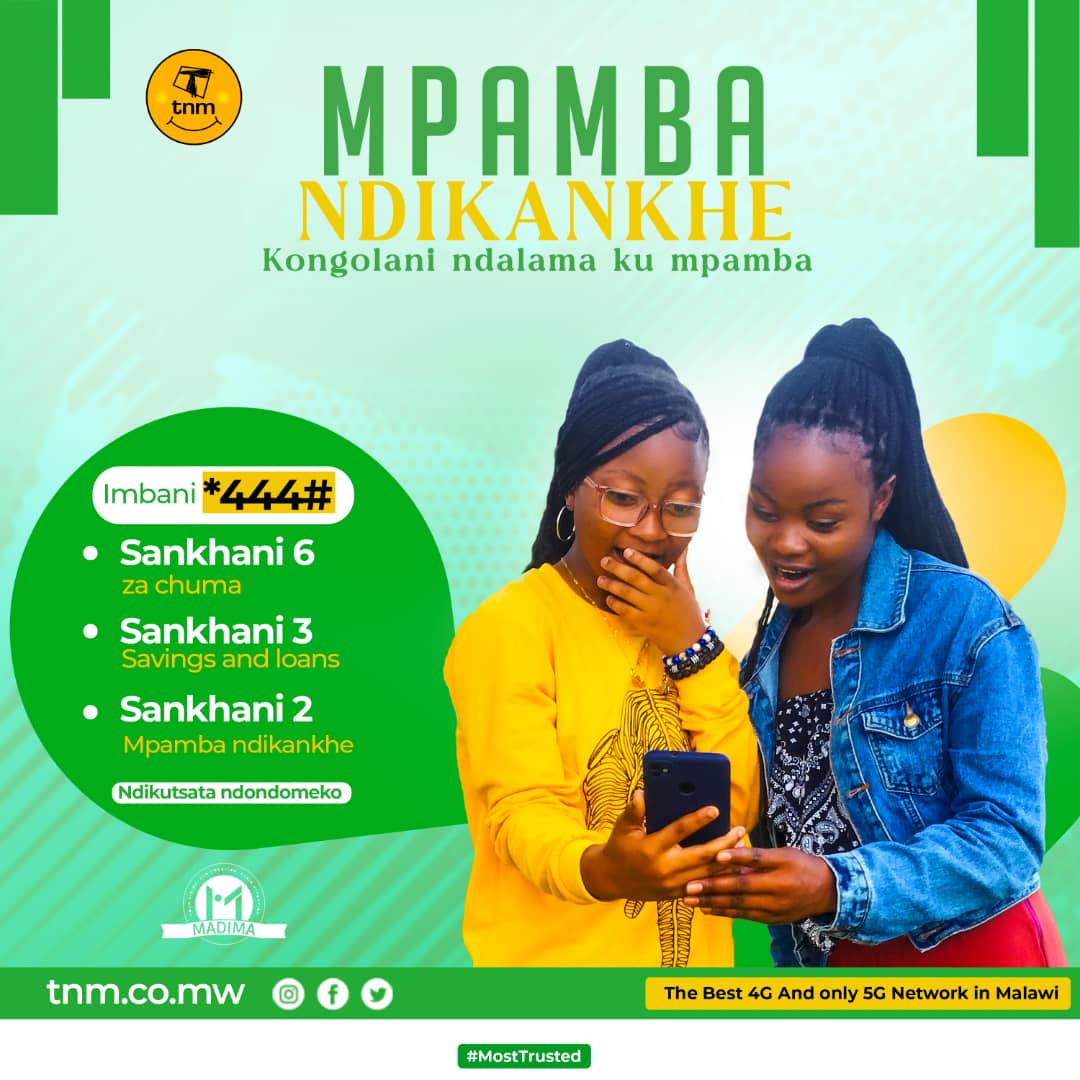 tnm
MPAMBA
NDIKANKHE
Kongolani ndalama ku mpamba
Imbani *444#
Sankhani 6
za chuma
Sankhani 3
Savings and loans
Sankhani 2
Mpamba ndikankhe
Ndikutsata ndondomeko
MADIMA
tnm.co.mw
The Best 4G And only 5G Network in Malawi
#MostTrusted